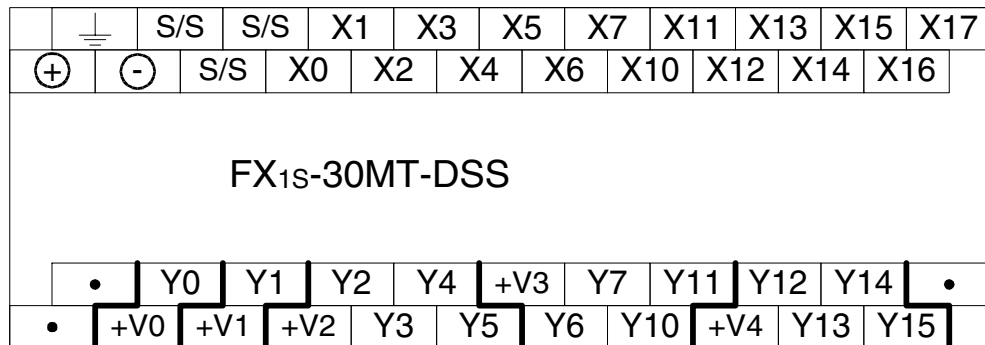 ⏚ S/S S/S X1 X3 X5 X7 X11 X13 X15 X17
+ - S/S X0 X2 X4 X6 X10 X12 X14 X16
FX1S-30MT-DSS
• Y0 Y1 Y2 Y4 +V3 Y7 Y11 Y12 Y14 •
• +V0 +V1 +V2 Y3 Y5 Y6 Y10 +V4 Y13 Y15